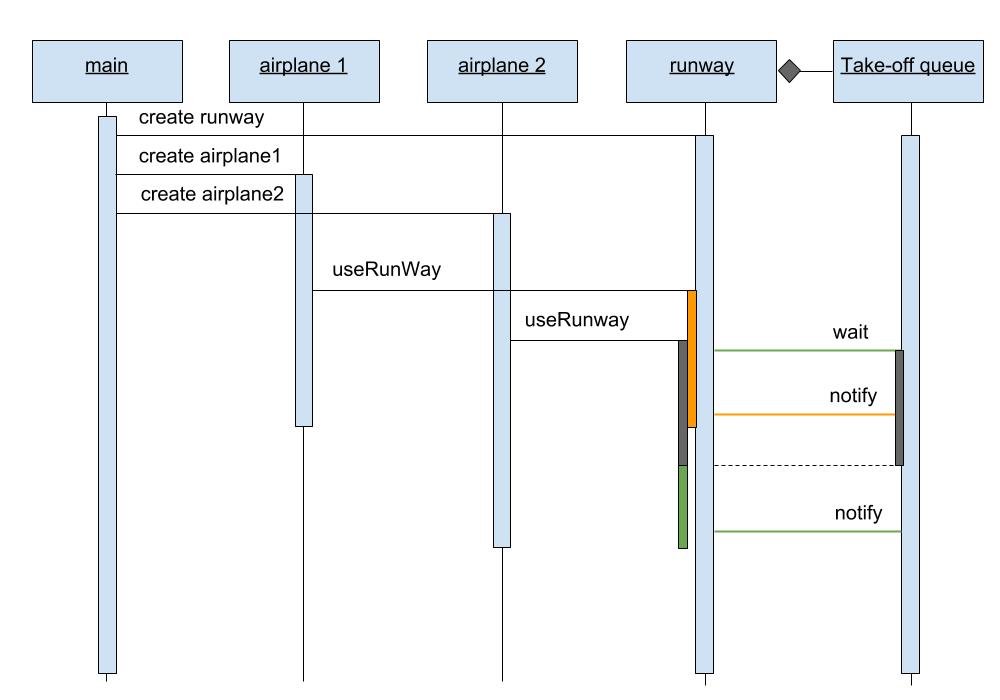 main
airplane 1
airplane 2
runway
Take-off queue
create runway
create airplane1
create airplane2
useRunWay
useRunway
wait
notify
notify